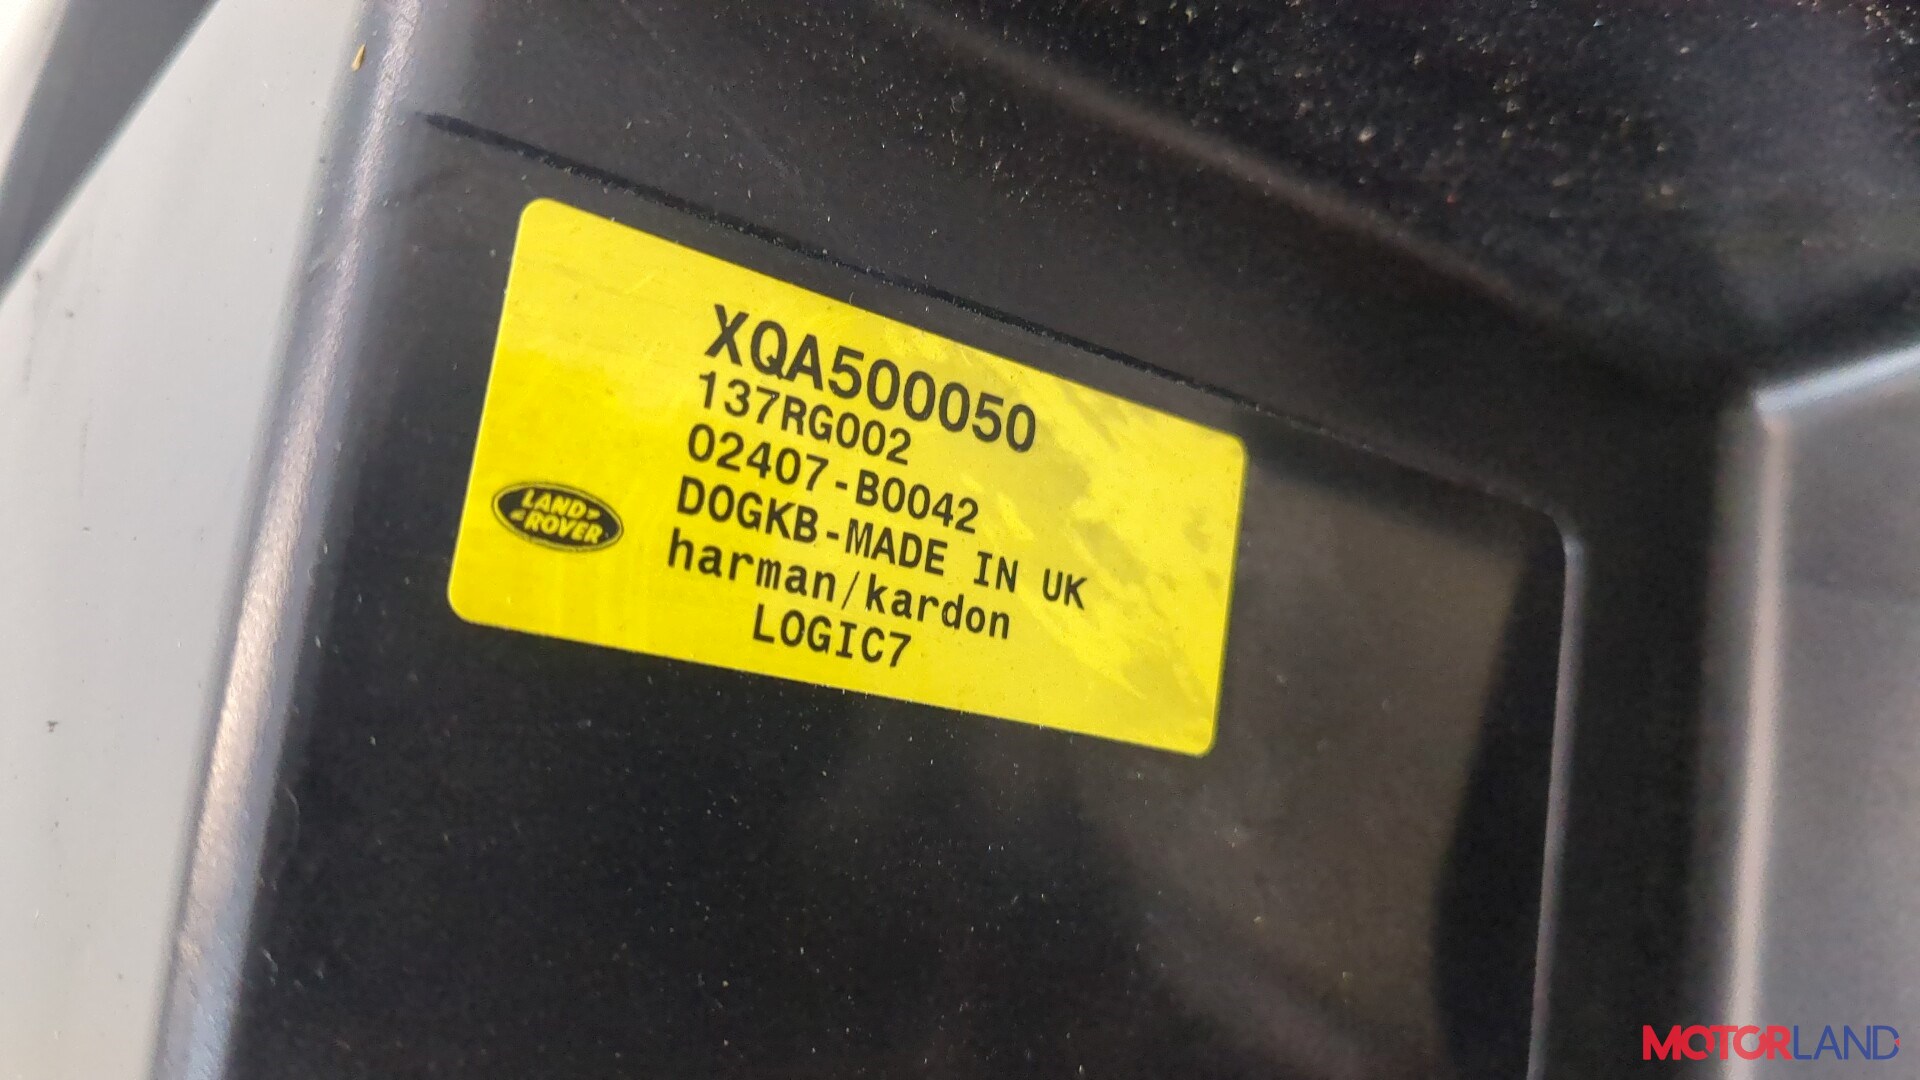 XQA500050
137RG002
02407-B0042
DOGKB-MADE IN UK
harman/kardon
LOGIC7
LAND
ROVER
MOTORLAND